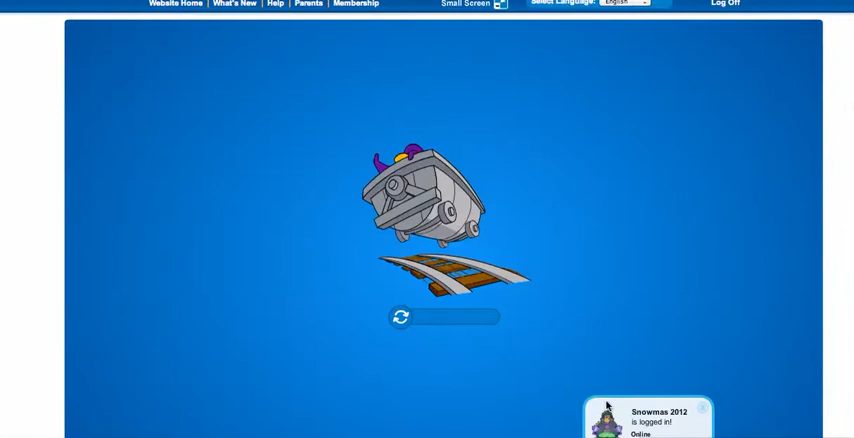 Website Home | What's New | Help | Parents | Membership
Small Screen
Select Language: English
Log Off
Snowmas 2012
is logged in!
Online